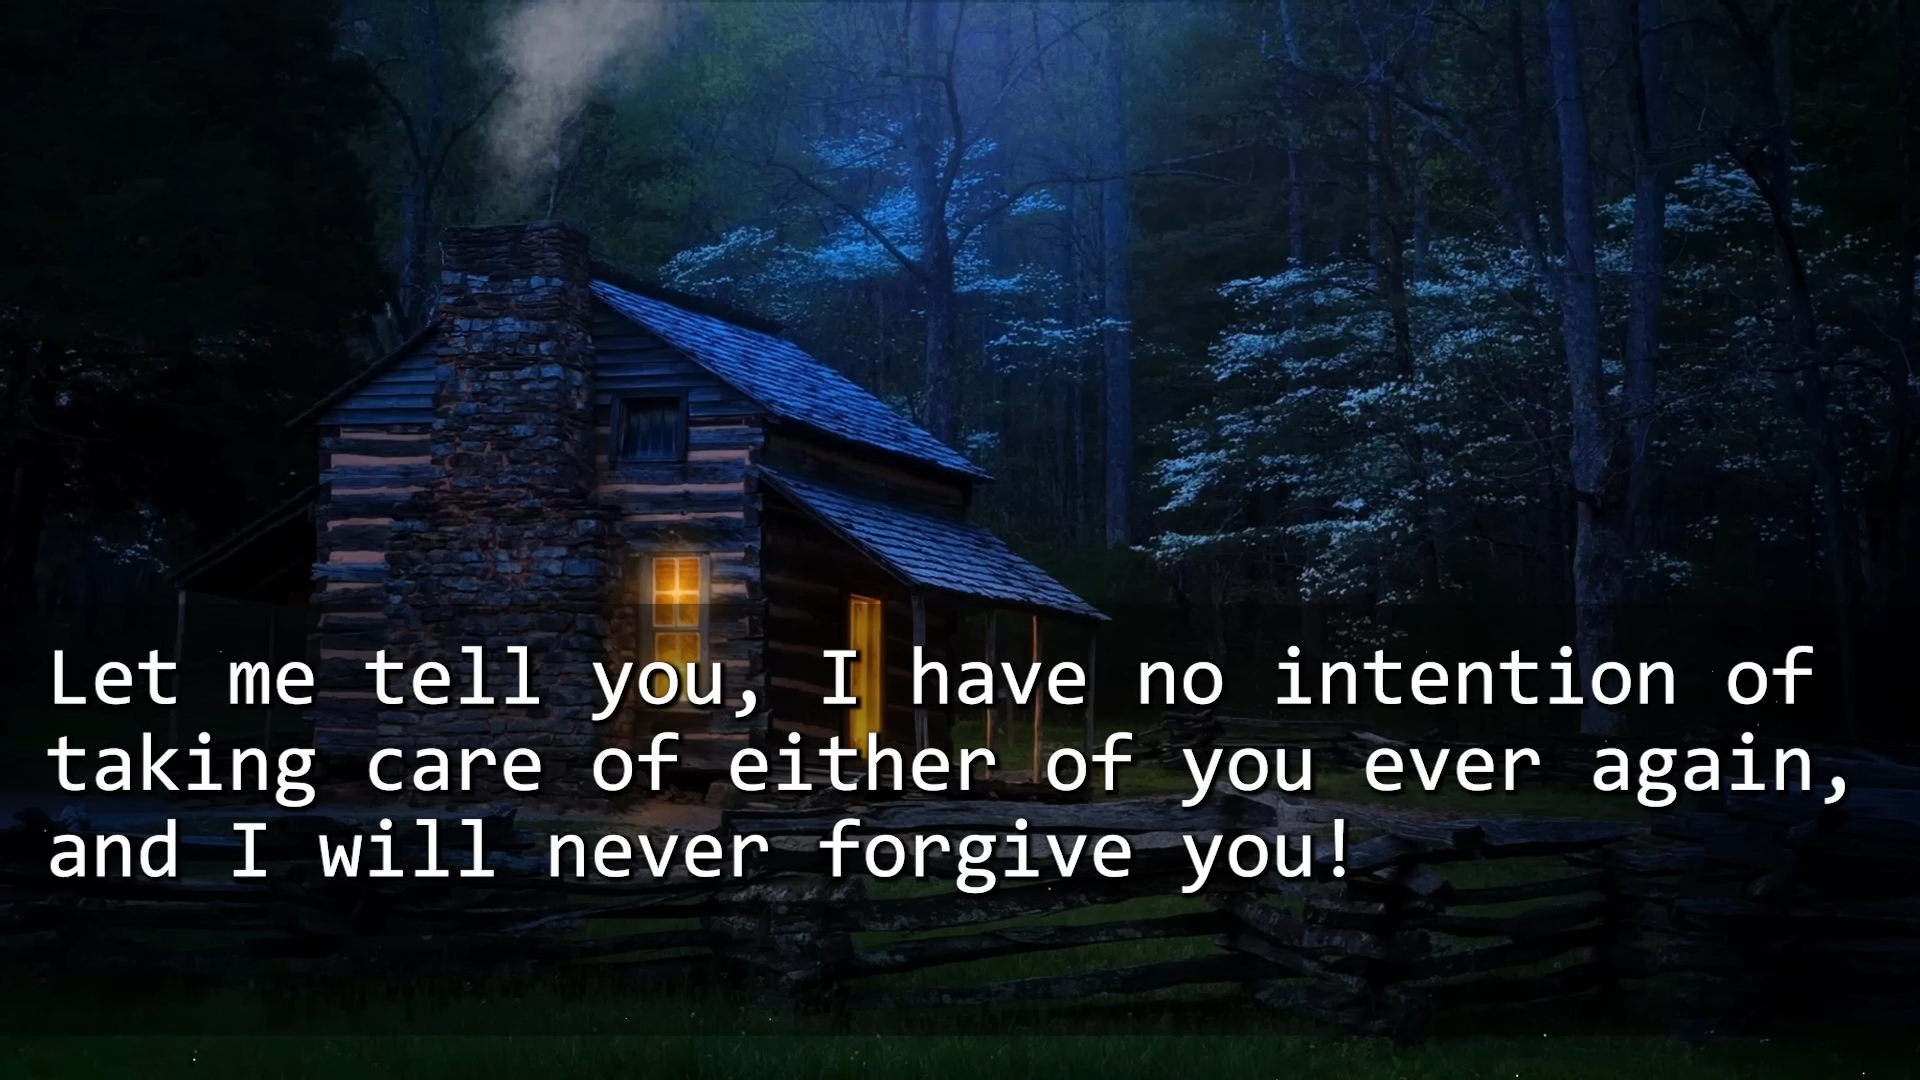 Let me tell you, I have no intention of
taking care of either of you ever again,
and I will never forgive you!